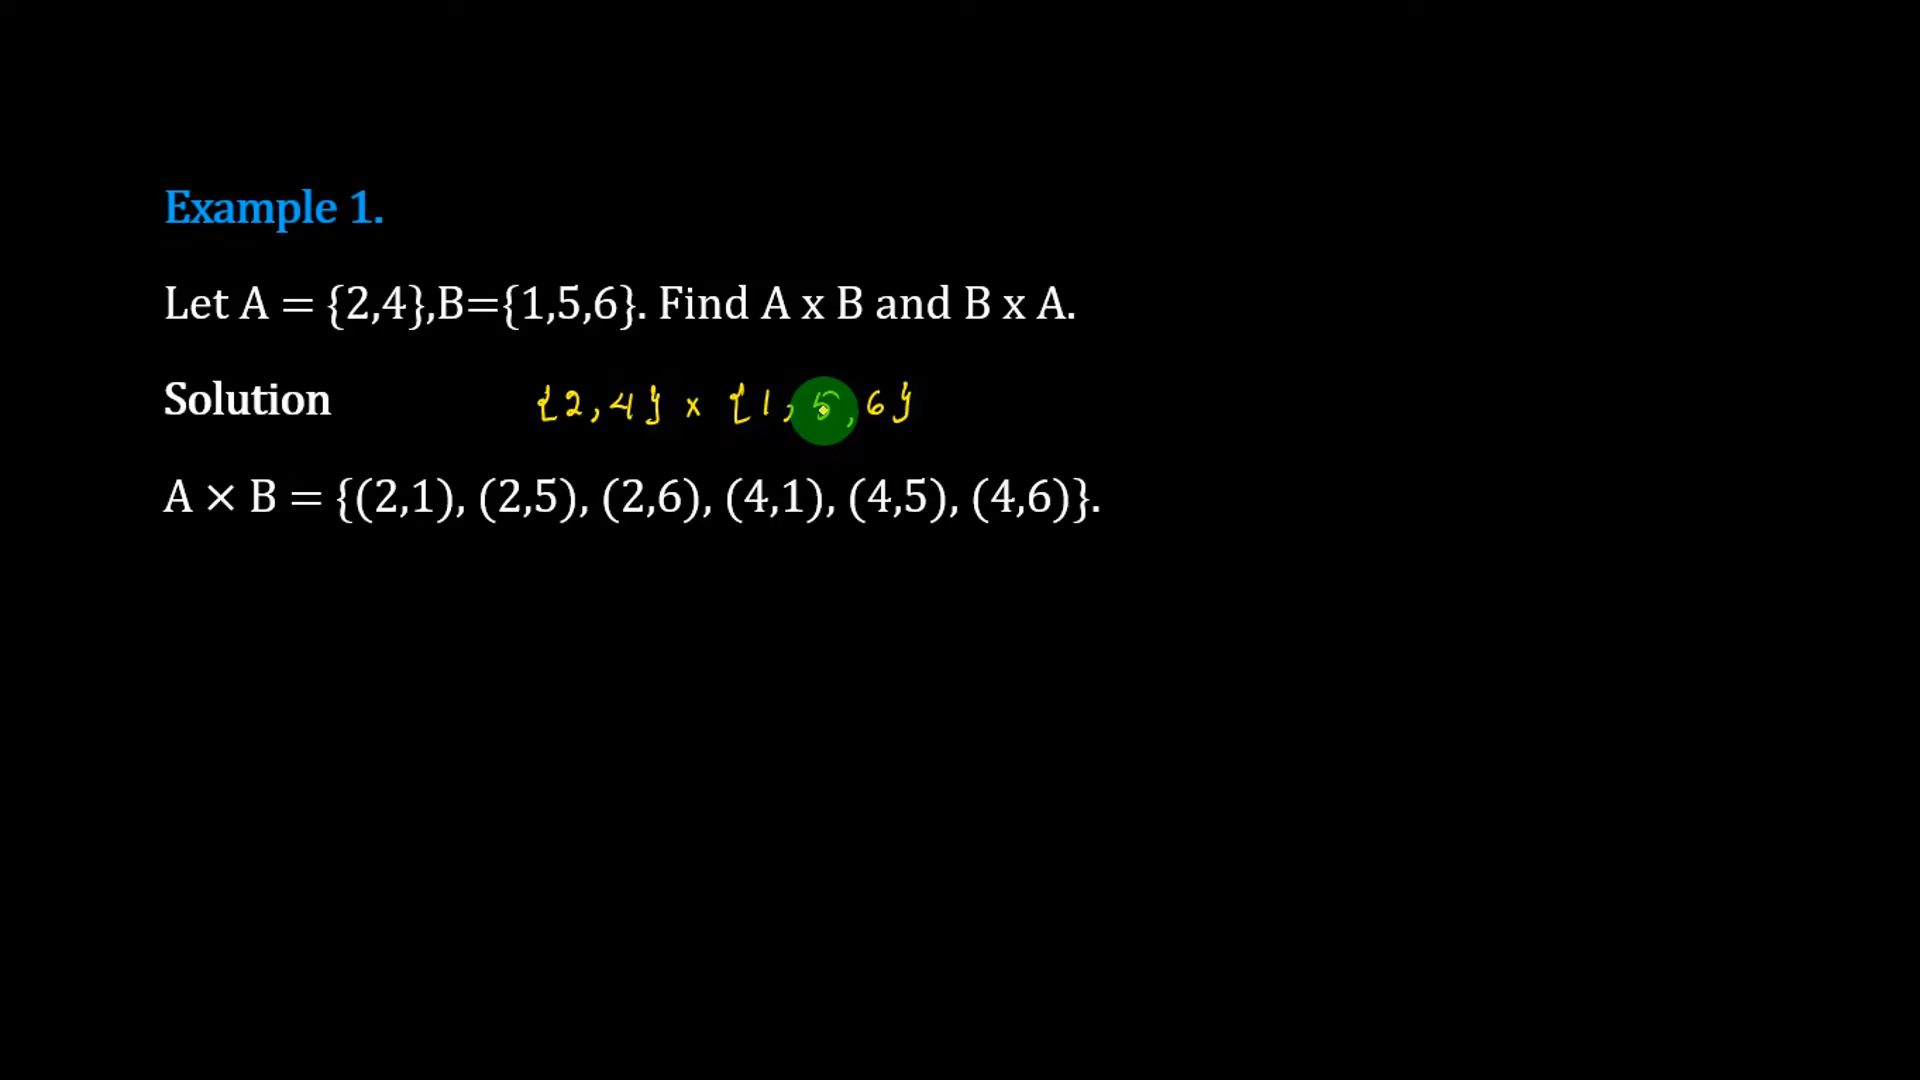 Example 1.
Let A = {2,4},B={1,5,6}. Find A x B and B x A.
Solution {2,4} x {1,5,6}
A × B = {(2,1), (2,5), (2,6), (4,1), (4,5), (4,6)}.